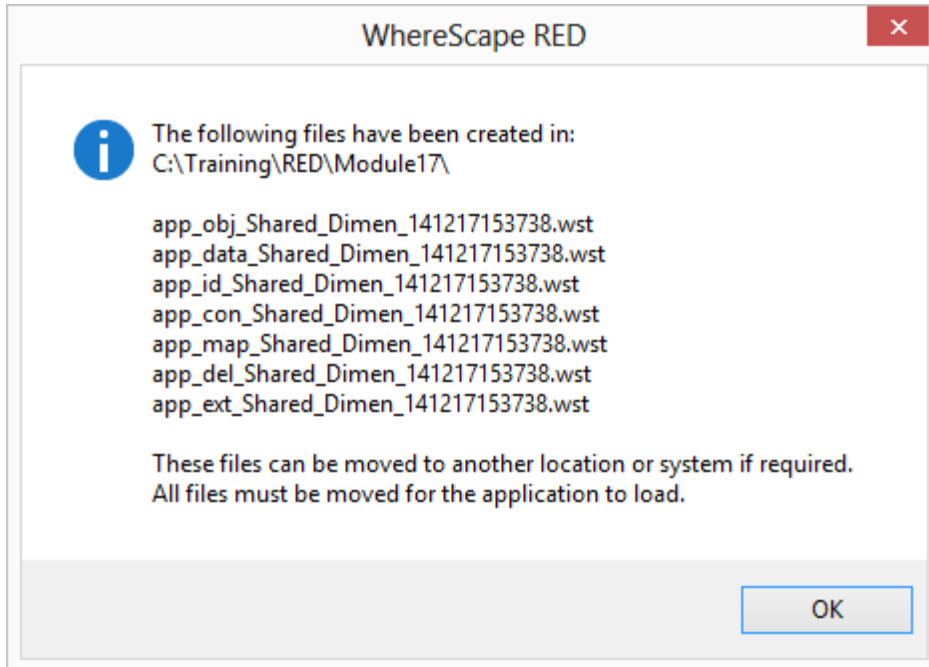 WhereScape RED
The following files have been created in:
C:\Training\RED\Module17\
app_obj_Shared_Dimen_141217153738.wst
app_data_Shared_Dimen_141217153738.wst
app_id_Shared_Dimen_141217153738.wst
app_con_Shared_Dimen_141217153738.wst
app_map_Shared_Dimen_141217153738.wst
app_del_Shared_Dimen_141217153738.wst
app_ext_Shared_Dimen_141217153738.wst
These files can be moved to another location or system if required.
All files must be moved for the application to load.
OK